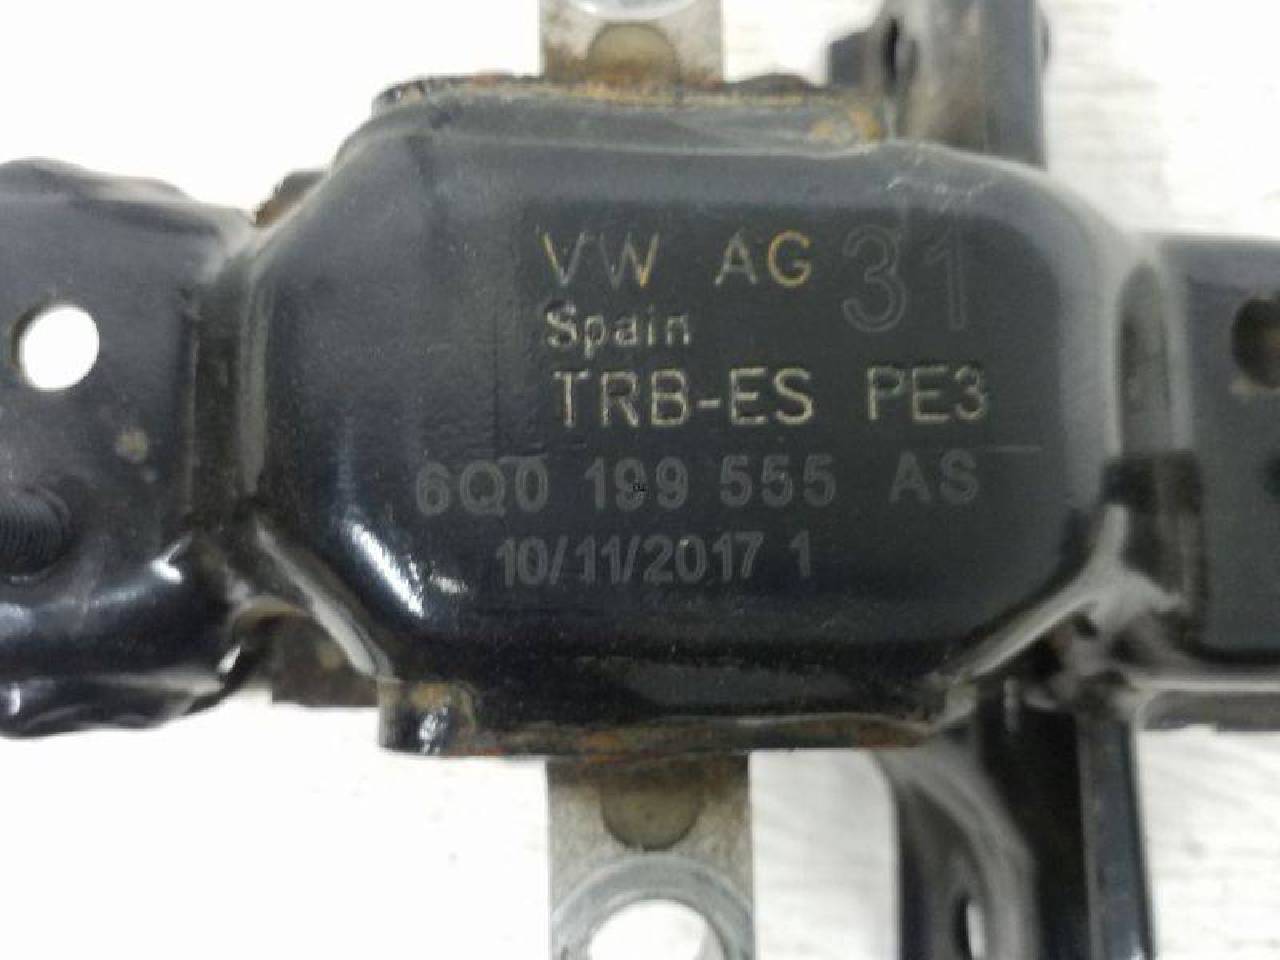 VW AG 31
Spain
TRB-ES PE3
6Q0 199 555 AS
10/11/2017 1